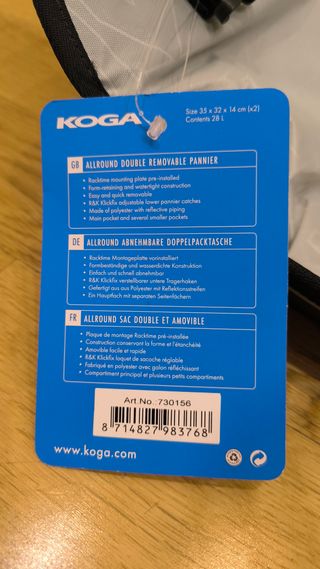 KOGA
Size 35 x 32 x 14 cm (x2)
Contents 28 L
GB ALLROUND DOUBLE REMOVABLE PANNIER
• Racktime mounting plate pre-installed
• Form-retaining and watertight construction
• Easy and quick removable
• R&K Klickfix adjustable lower pannier catches
• Made of polyester with reflective piping
• Main pocket and several smaller pockets
DE ALLROUND ABNEHMBARE DOPPELPACKTASCHE
• Racktime Montageplatte vorinstalliert
• Formbeständige und wasserdichte Konstruktion
• Einfach und schnell abnehmbar
• R&K Klickfix verstellbarer untere Tragerhaken
• Gefertigt aus aus Polyester mit Reflektionsstreifen
• Ein Hauptfach mit separaten Seitenfächern
FR ALLROUND SAC DOUBLE ET AMOVIBLE
• Plaque de montage Racktime pré-installée
• Construction conservant la forme et l'étanchéité
• Amovible facile et rapide
• R&K Klickfix loquet de sacoche réglable
• Fabriqué en polyester avec galon réfléchissant
• Compartiment principal et plusieurs petits compartiments
Art.No.:730156
8 714827 983768
www.koga.com